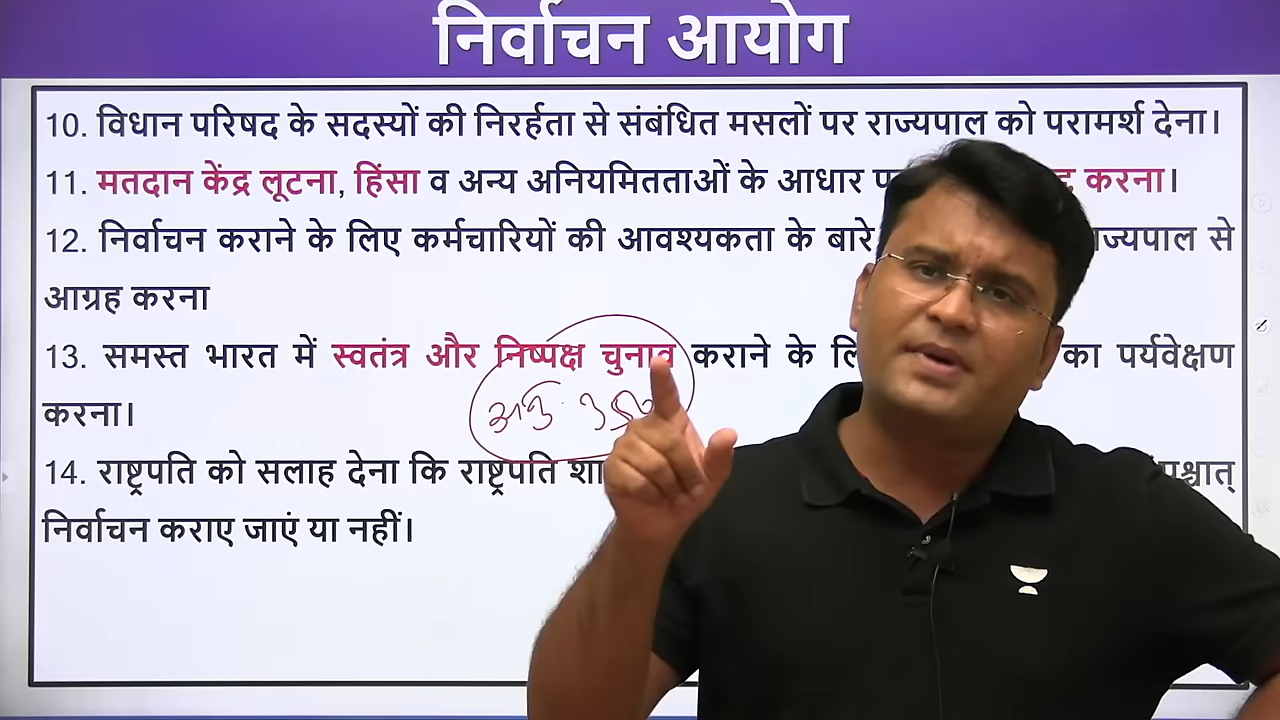 निर्वाचन आयोग
10. विधान परिषद के सदस्यों की निरर्हता से संबंधित मसलों पर राज्यपाल को परामर्श देना।
11. मतदान केंद्र लूटना, हिंसा व अन्य अनियमितताओं के आधार करना।
12. निर्वाचन कराने के लिए कर्मचारियों की आवश्यकता के बारे से
आग्रह करना
13. समस्त भारत में स्वतंत्र और निष्पक्ष चुनाव कराने के का पर्यवेक्षण
करना।
14. राष्ट्रपति को सलाह देना कि राष्ट्रपति
निर्वाचन कराए जाएं या नहीं।